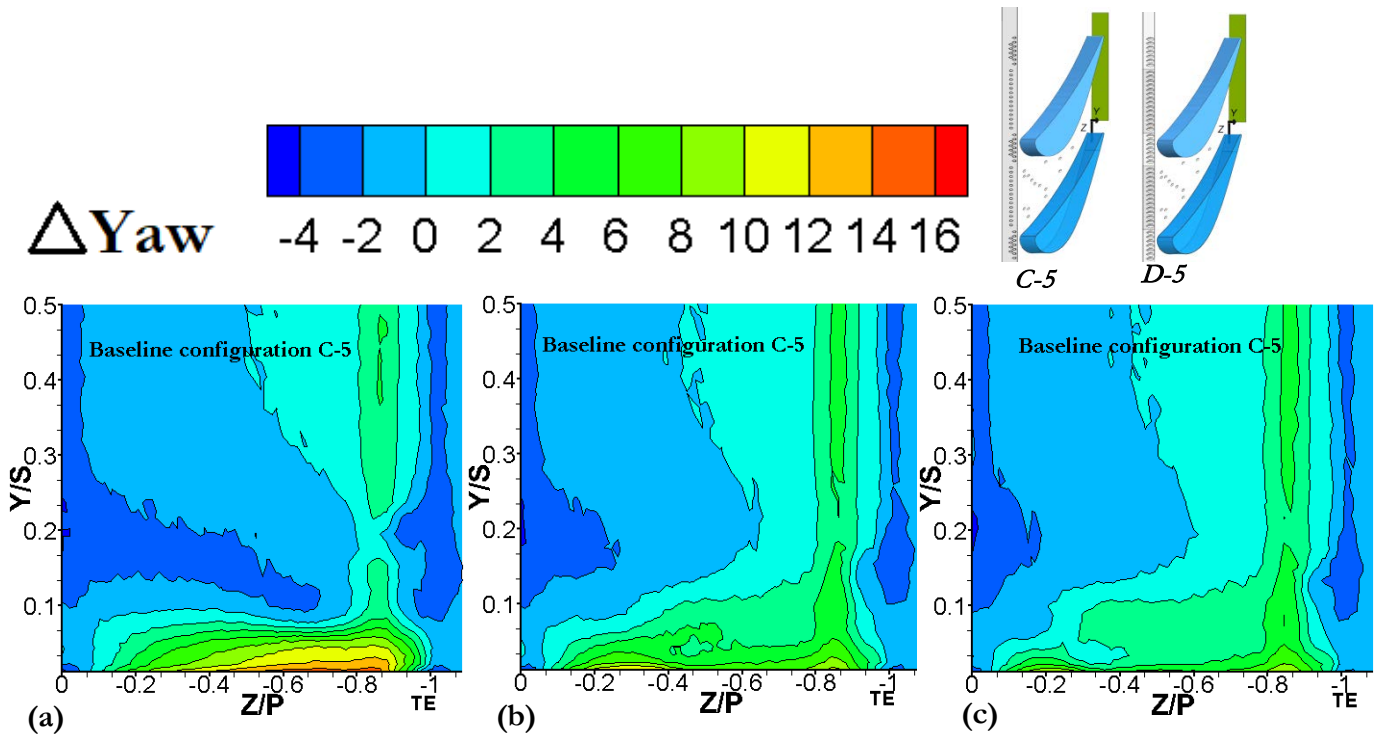 △ Yaw
-4 -2 0 2 4 6 8 10 12 14 16
Y
Z
C-5
Y
Z
D-5
0.5
0.4
0.3
0.2
0.1
Y/S
Baseline configuration C-5
0 -0.2 -0.4 -0.6 -0.8 -1
Z/P
TE
(a)
0.5
0.4
0.3
0.2
0.1
Y/S
Baseline configuration C-5
0 -0.2 -0.4 -0.6 -0.8 -1
Z/P
TE
(b)
0.5
0.4
0.3
0.2
0.1
Y/S
Baseline configuration C-5
0 -0.2 -0.4 -0.6 -0.8 -1
Z/P
TE
(c)